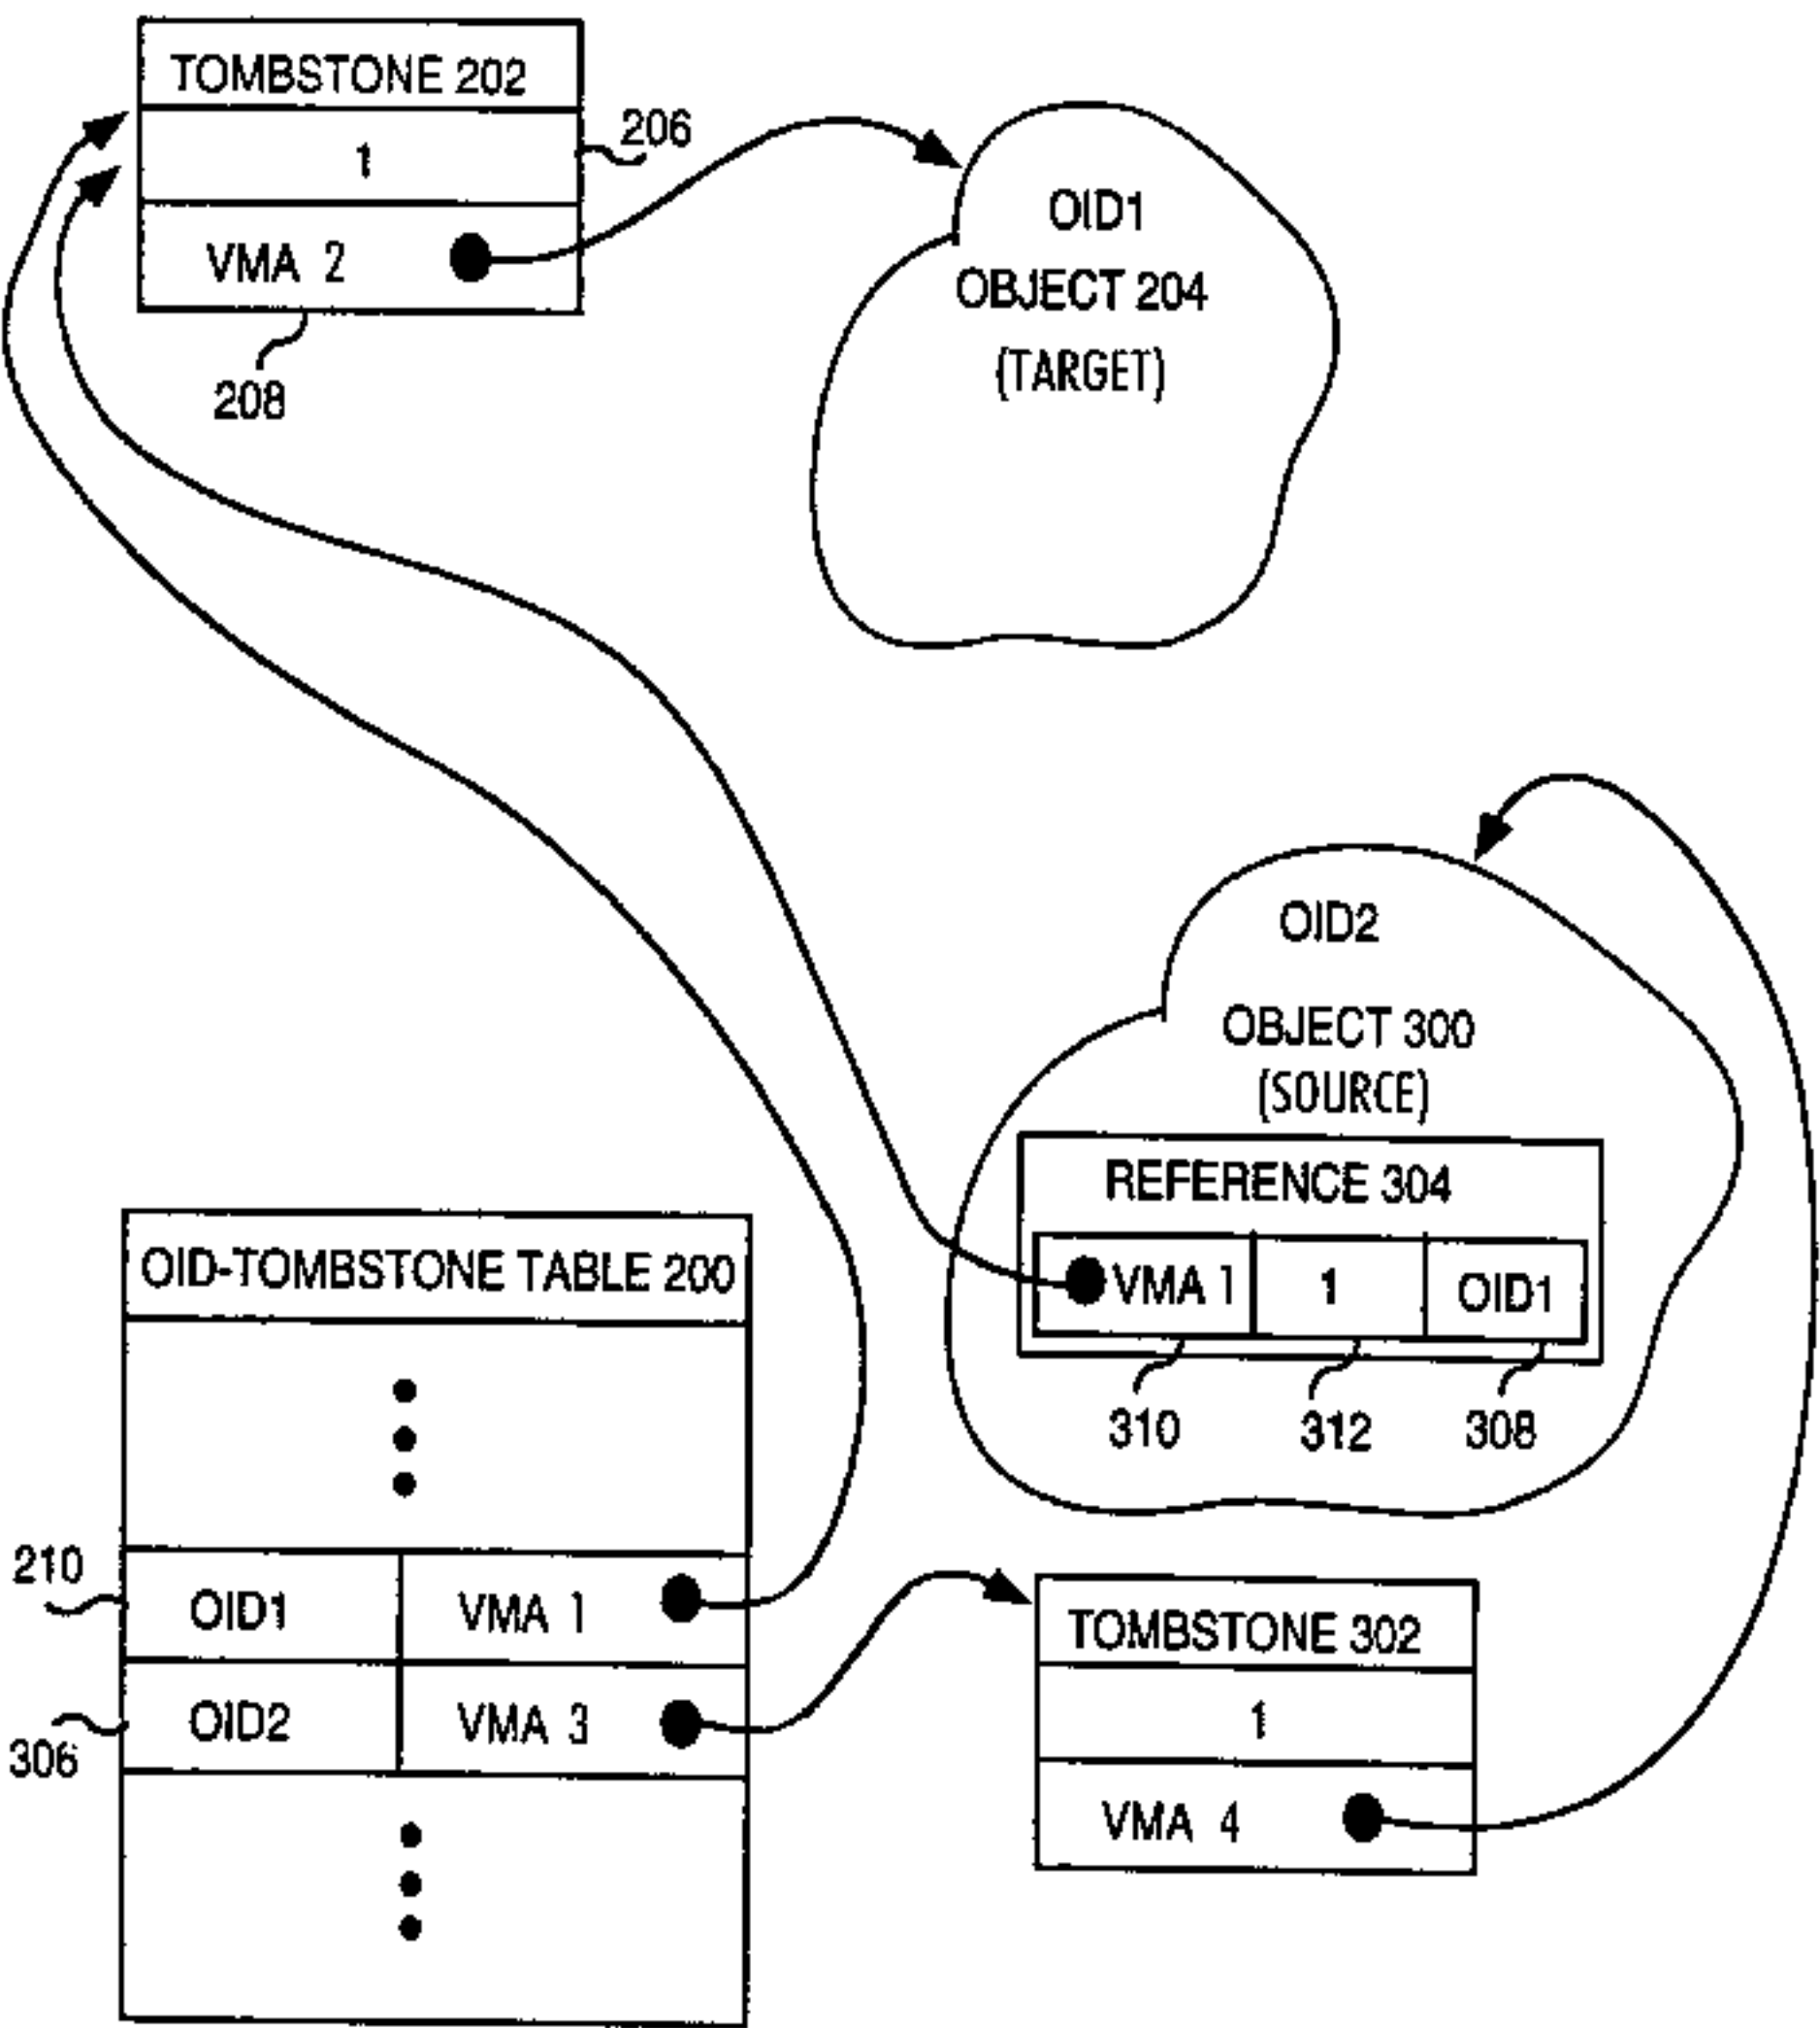 TOMBSTONE 202
1
206
VMA 2
208
OID1
OBJECT 204
(TARGET)
OID2
OBJECT 300
(SOURCE)
REFERENCE 304
VMA 1 1 OID1
310 312 308
OID-TOMBSTONE TABLE 200
210
OID1 VMA 1
OID2 VMA 3
306
TOMBSTONE 302
1
VMA 4